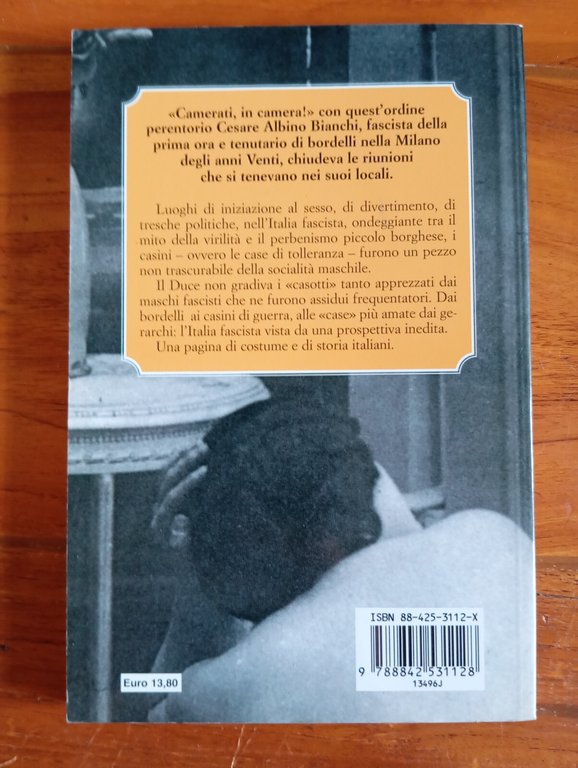 «Camerati, in camera!» con quest'ordine
perentorio Cesare Albino Bianchi, fascista della
prima ora e tenutario di bordelli nella Milano
degli anni Venti, chiudeva le riunioni
che si tenevano nei suoi locali.
Luoghi di iniziazione al sesso, di divertimento, di
tresche politiche, nell'Italia fascista, ondeggiante tra il
mito della virilità e il perbenismo piccolo borghese, i
casini – ovvero le case di tolleranza – furono un pezzo
non trascurabile della socialità maschile.
Il Duce non gradiva i «casotti» tanto apprezzati dai
maschi fascisti che ne furono assidui frequentatori. Dai
bordelli ai casini di guerra, alle «case» più amate dai ge-
rarchi: l'Italia fascista vista da una prospettiva inedita.
Una pagina di costume e di storia italiani.
ISBN 88-425-3112-X
9 788842 531128
13496J
Euro 13,80